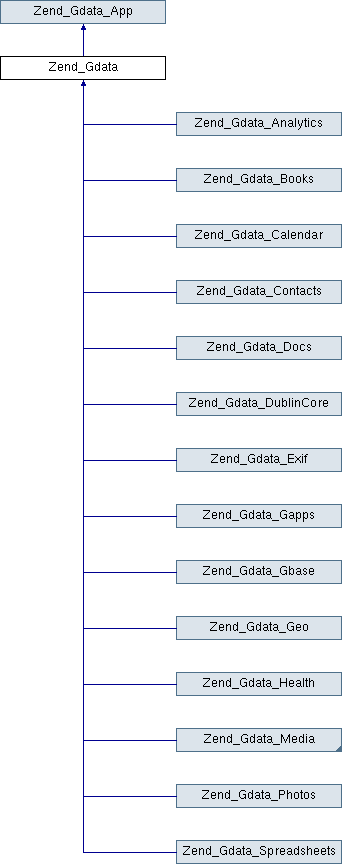 Zend_Gdata_App
Zend_Gdata
Zend_Gdata_Analytics
Zend_Gdata_Books
Zend_Gdata_Calendar
Zend_Gdata_Contacts
Zend_Gdata_Docs
Zend_Gdata_DublinCore
Zend_Gdata_Exif
Zend_Gdata_Gapps
Zend_Gdata_Gbase
Zend_Gdata_Geo
Zend_Gdata_Health
Zend_Gdata_Media
Zend_Gdata_Photos
Zend_Gdata_Spreadsheets